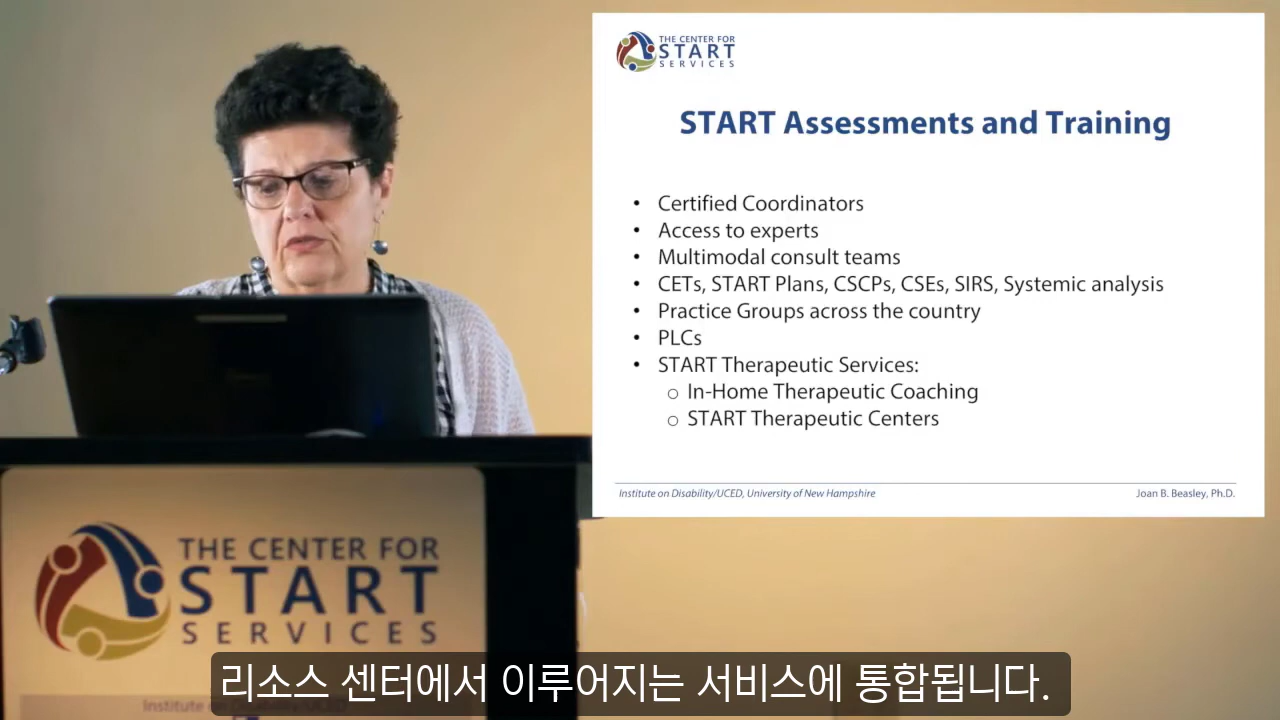 THE CENTER FOR
START
SERVICES
START Assessments and Training
• Certified Coordinators
• Access to experts
• Multimodal consult teams
• CETs, START Plans, CSCPs, CSEs, SIRS, Systemic analysis
• Practice Groups across the country
• PLCs
• START Therapeutic Services:
o In-Home Therapeutic Coaching
o START Therapeutic Centers
Institute on Disability/UCED, University of New Hampshire
Joan B. Beasley, Ph.D.
THE CENTER FOR
START
SERVICES
리소스 센터에서 이루어지는 서비스에 통합됩니다.
Institute on Disability/UCED